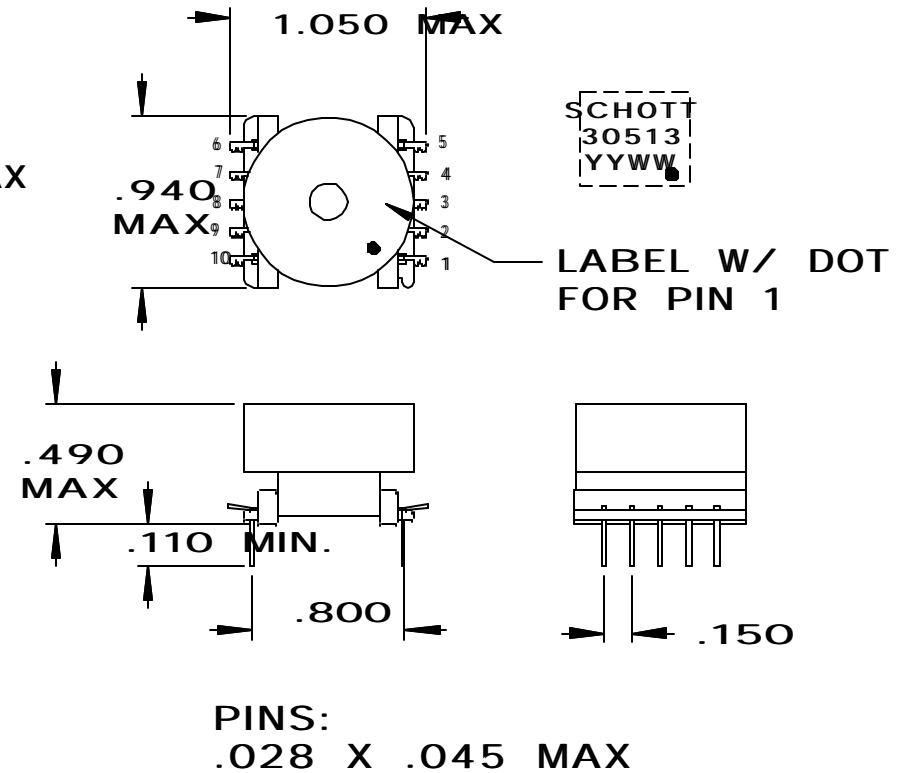 1.050 MAX
SCHOTT
30513
YYWW
6
5
7
4
8
3
9
2
10
1
AX
.940
MAX
LABEL W/ DOT
FOR PIN 1
.490
MAX
.110 MIN.
.800
.150
PINS:
.028 X .045 MAX